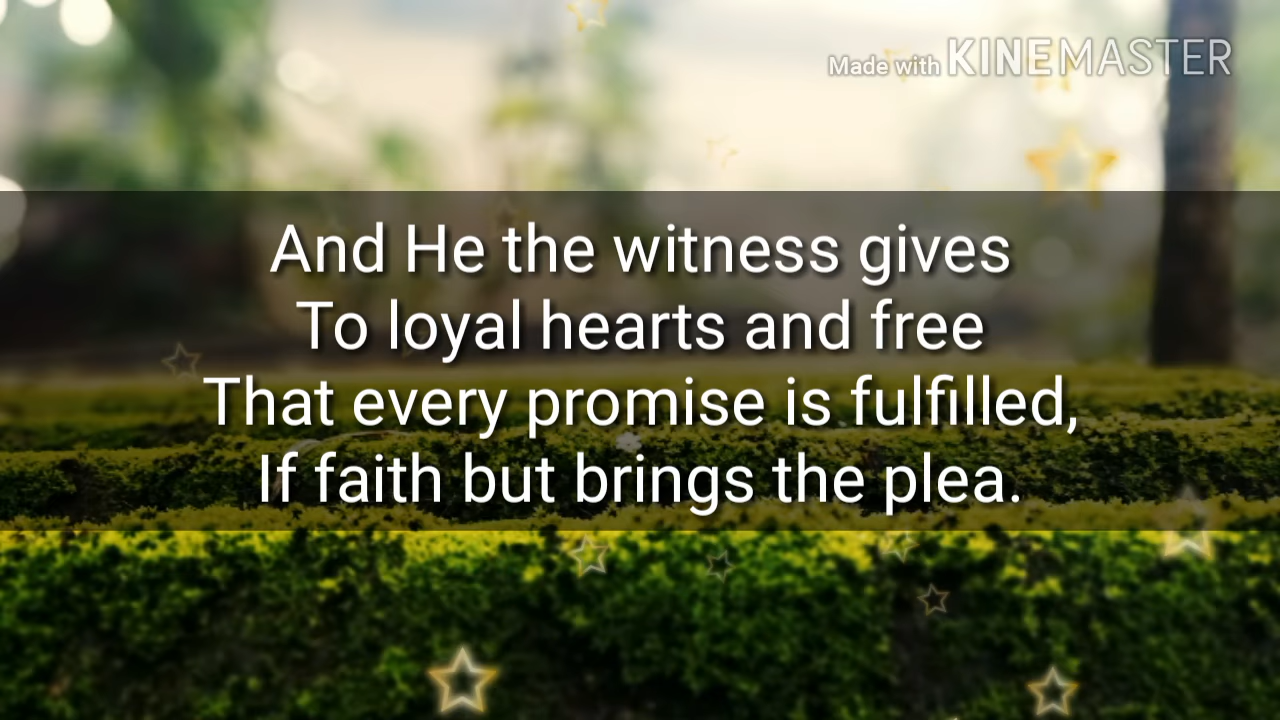 Made with KINEMASTER
And He the witness gives
To loyal hearts and free
That every promise is fulfilled,
If faith but brings the plea.